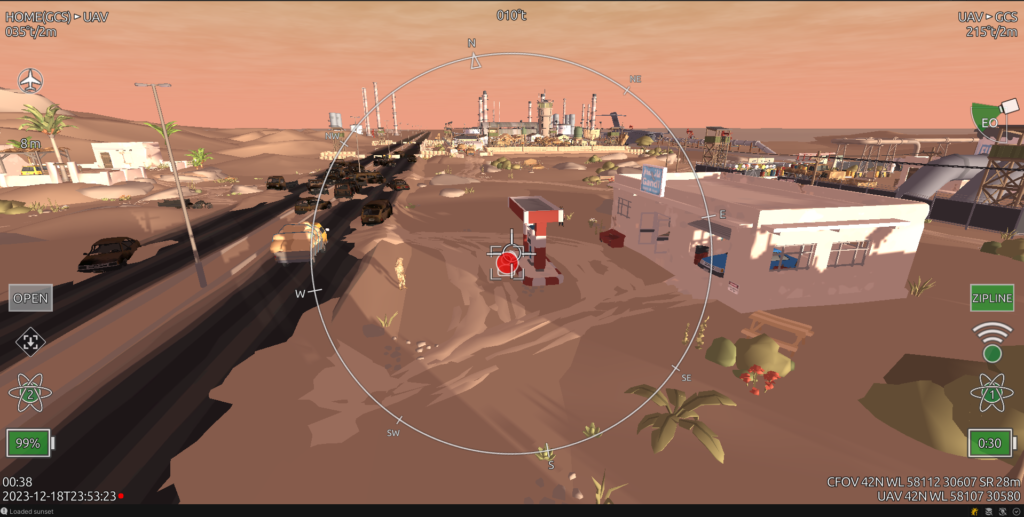 HOME(GCS) ▸ UAV
035°t/2m
010°t
UAV ▸ GCS
215°t/2m
N
NE
NW
E
W
SE
SW
S
EO
8m
OPEN
ZIPLINE
2
1
99%
0:30
00:38
2023-12-18T23:53:23
CFOV 42N WL 58112 30607 SR 28m
UAV 42N WL 58107 30580
Loaded sunset